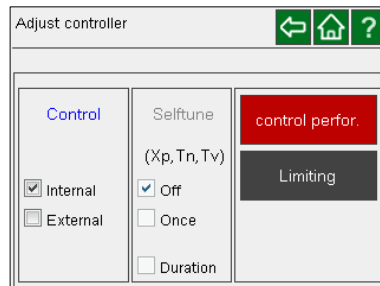 Adjust controller
?
Control
Internal
External
Selftune
(Xp,Tn,Tv)
Off
Once
Duration
control perfor.
Limiting